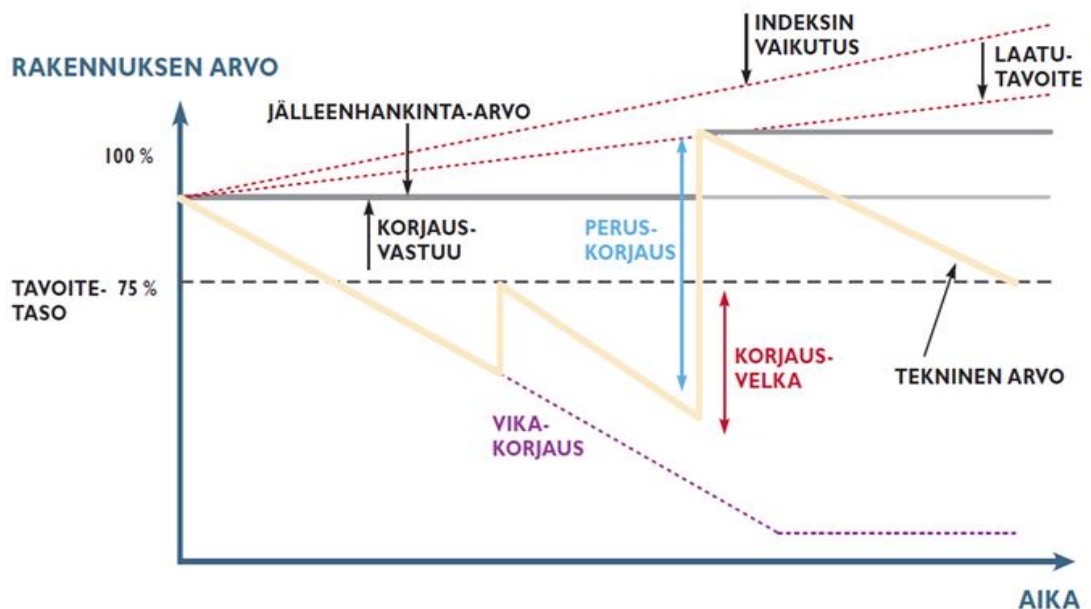 INDEKSIN
VAIKUTUS
LAATU-
TAVOITE
RAKENNUKSEN ARVO
JÄLLEENHANKINTA-ARVO
100 %
KORJAUS-
VASTUU
PERUS-
KORJAUS
TAVOITE- 75 %
TASO
KORJAUS-
VELKA
TEKNINEN ARVO
VIKA-
KORJAUS
AIKA